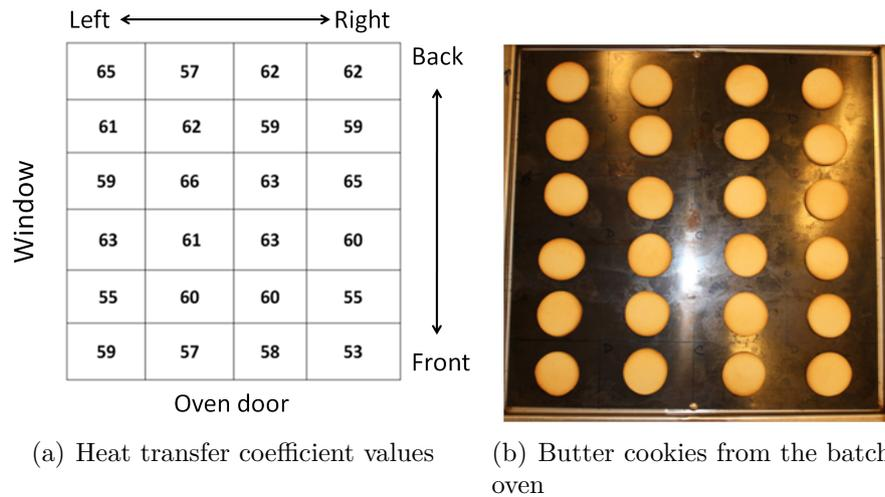 Left Right
Back
65 57 62 62
61 62 59 59
59 66 63 65
63 61 63 60
55 60 60 55
59 57 58 53
Window
Front
Oven door
(a) Heat transfer coefficient values
(b) Butter cookies from the batch
oven